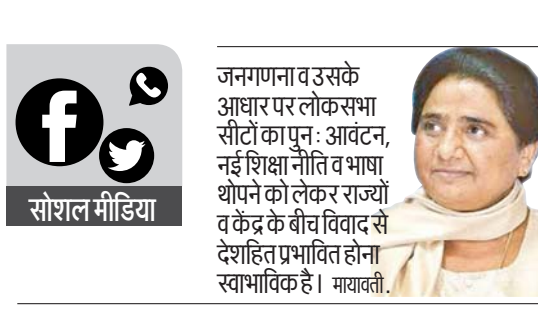 सोशल मीडिया
जनगणना व उसके
आधार पर लोकसभा
सीटों का पुन: आवंटन,
नई शिक्षा नीति व भाषा
थोपने को लेकर राज्यों
व केंद्र के बीच विवाद से
देशहित प्रभावित होना
स्वाभाविक है। मायावती.